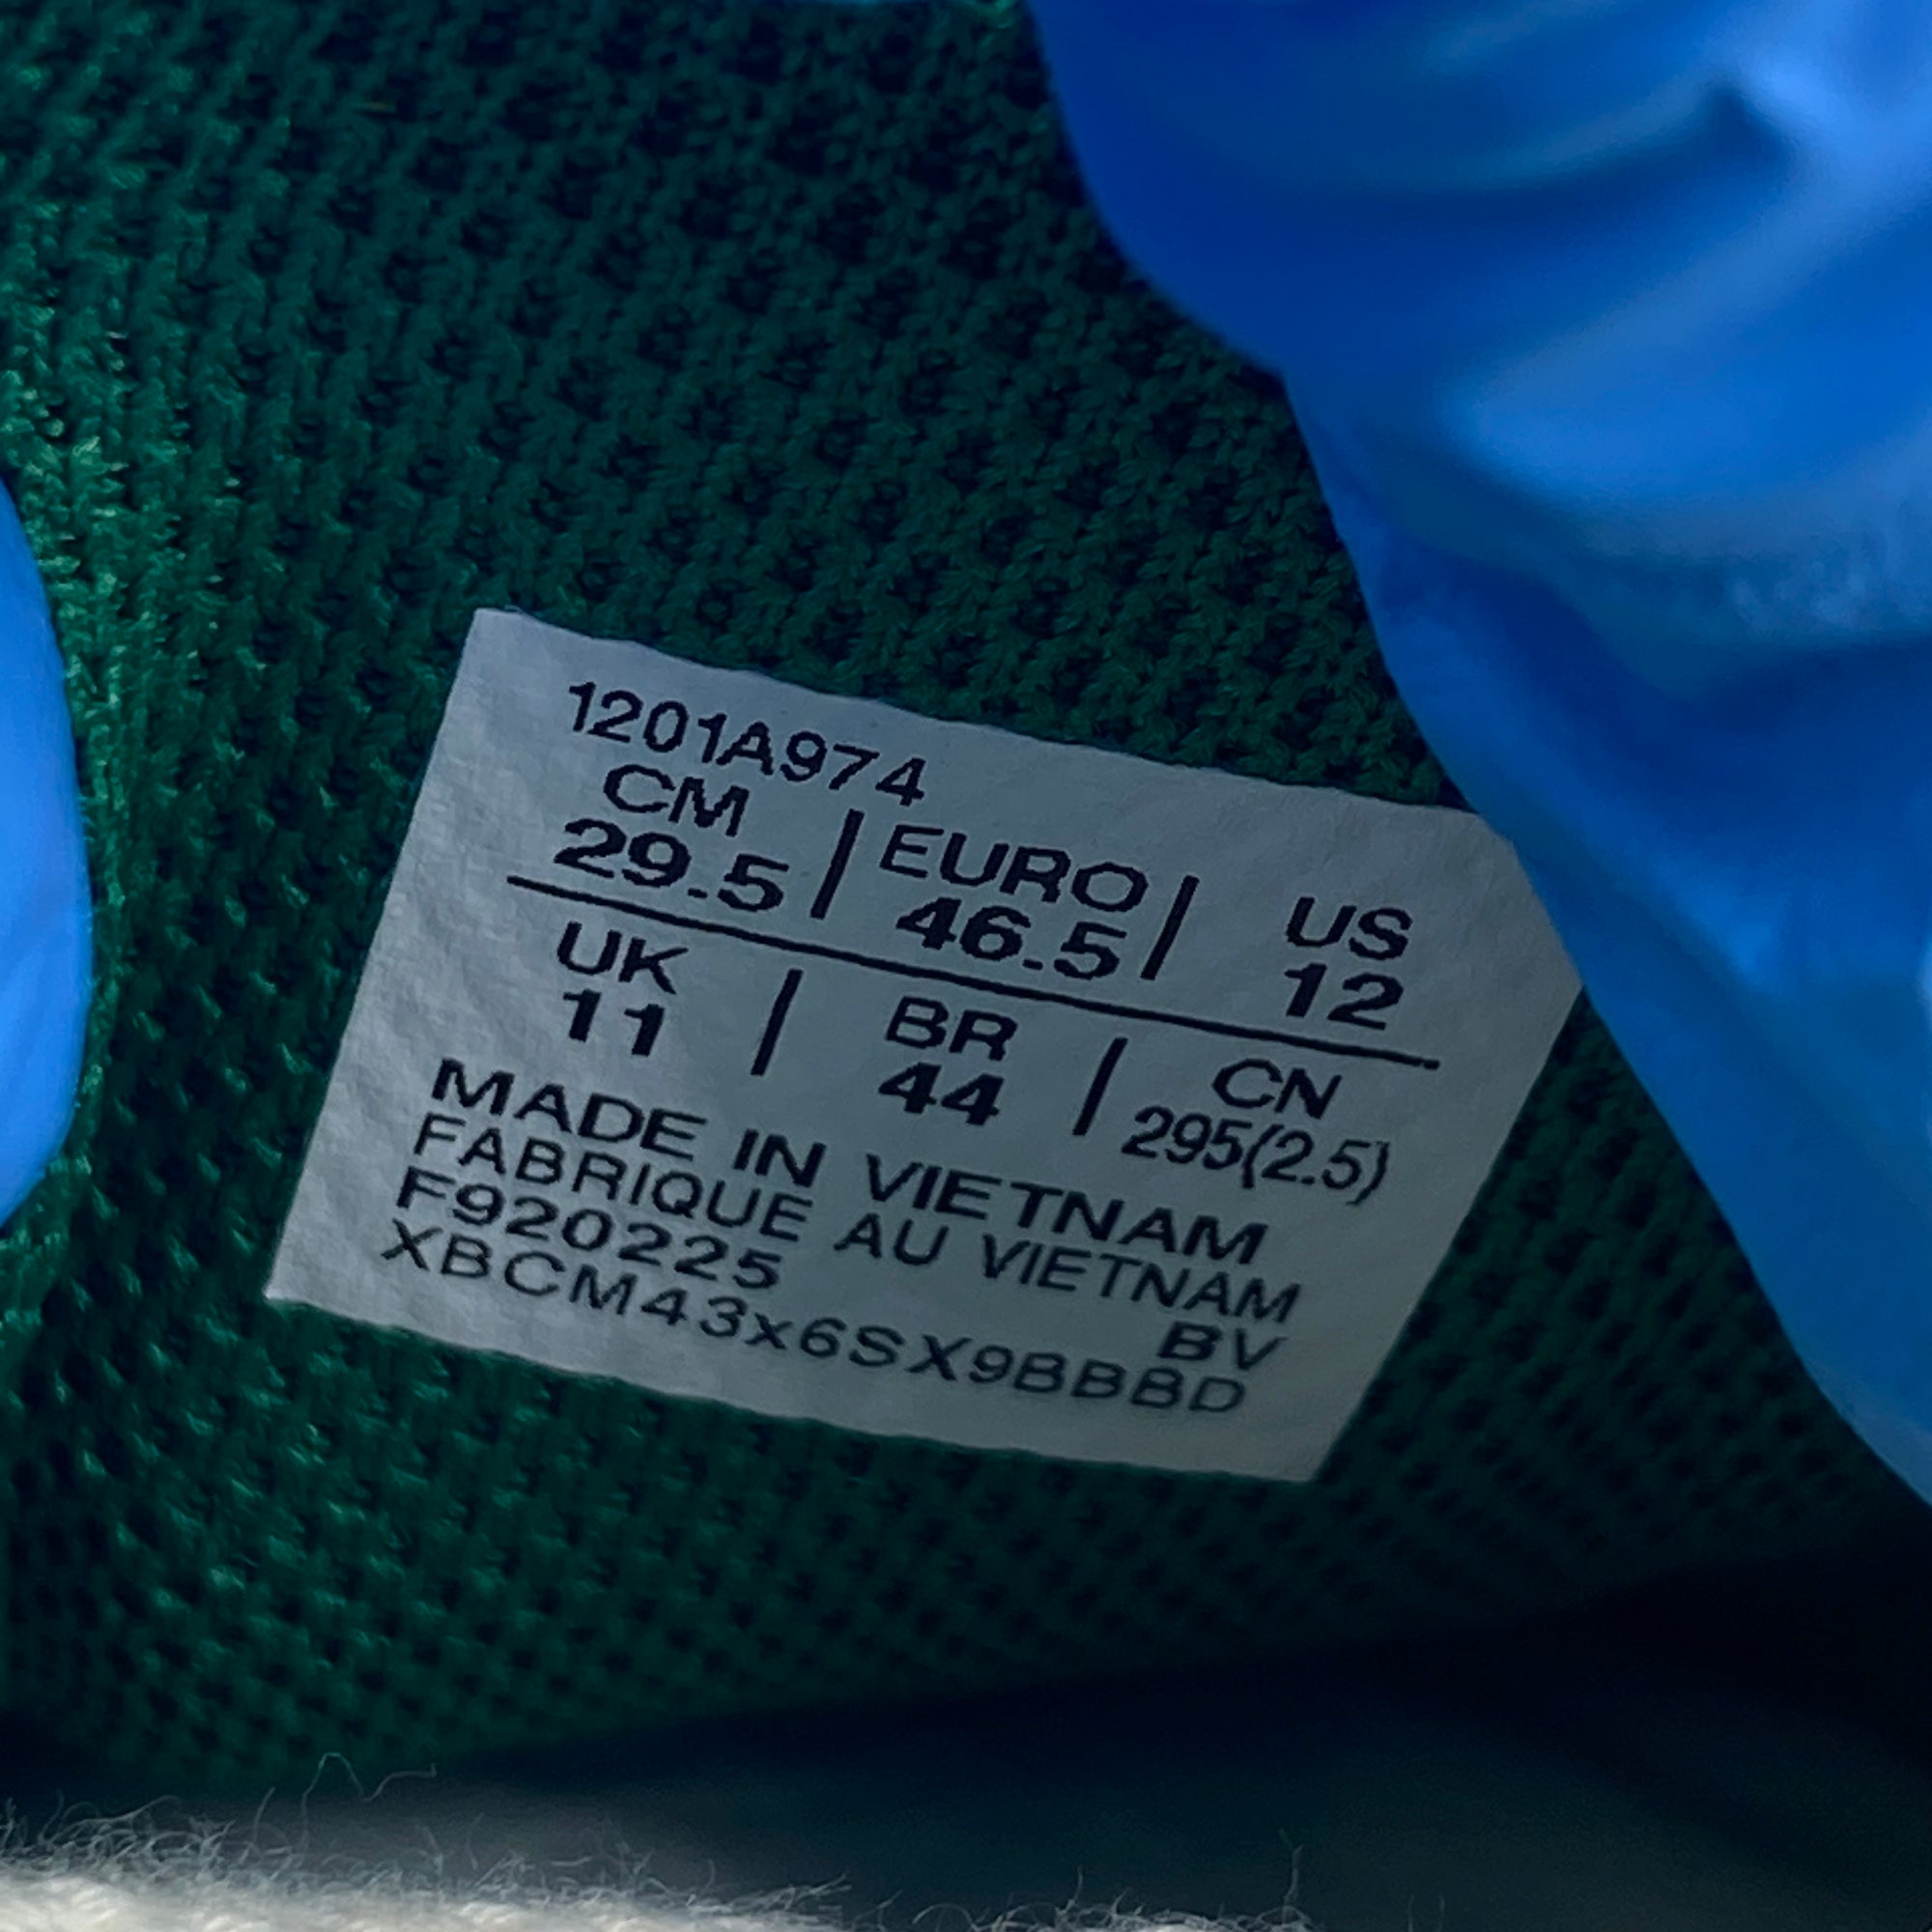 1201A974
CM | EURO | US
29.5 | 46.5 | 12
UK | BR | CN
11 | 44 | 295(2.5)
MADE IN VIETNAM
FABRIQUE AU VIETNAM
F920225 BV
XBCM43x6SX9BBBD